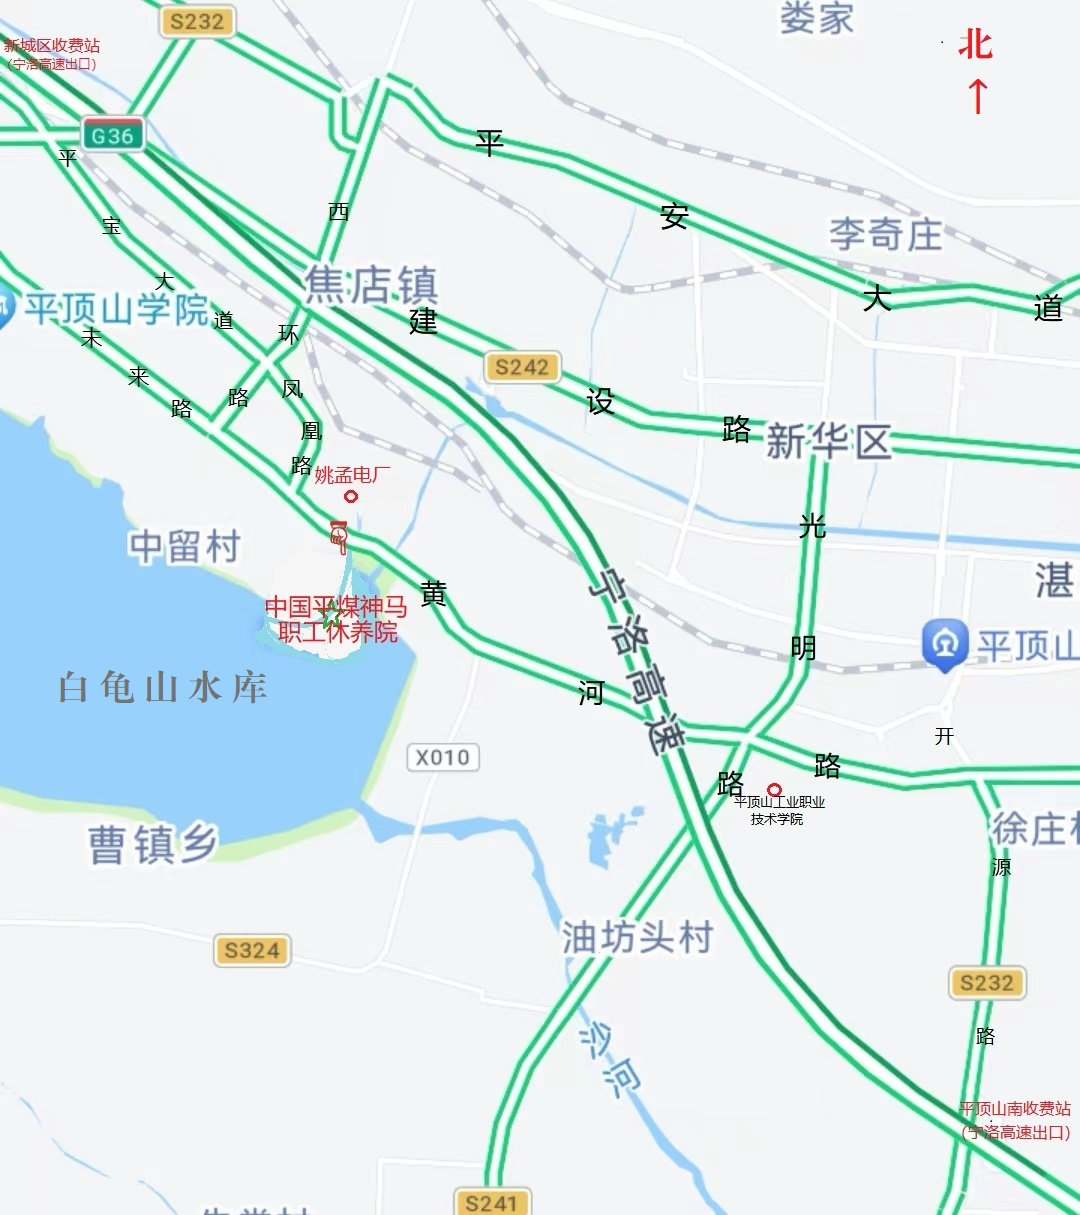 娄家
S232
北
↑
新城区收费站
(宁洛高速出口)
G36
平安大道
平宝大道
西环路
李奇庄
焦店镇
平顶山学院
建设路
S242
未来路
凤凰路
新华区
姚孟电厂
光明路
中留村
湛
黄河路
宁洛高速
中国平煤神马
职工休养院
平顶山
白龟山水库
开源路
X010
平顶山工业职业
技术学院
曹镇乡
徐庄村
油坊头村
S324
S232
沙河
平顶山南收费站
(宁洛高速出口)
S241